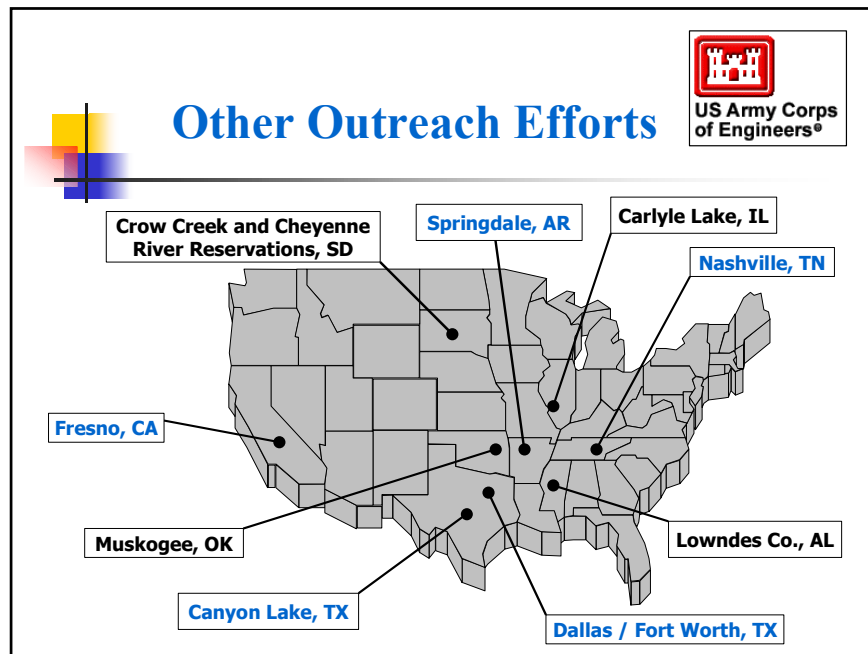 Other Outreach Efforts
US Army Corps
of Engineers®
Crow Creek and Cheyenne
River Reservations, SD
Springdale, AR
Carlyle Lake, IL
Nashville, TN
Fresno, CA
Muskogee, OK
Lowndes Co., AL
Canyon Lake, TX
Dallas / Fort Worth, TX